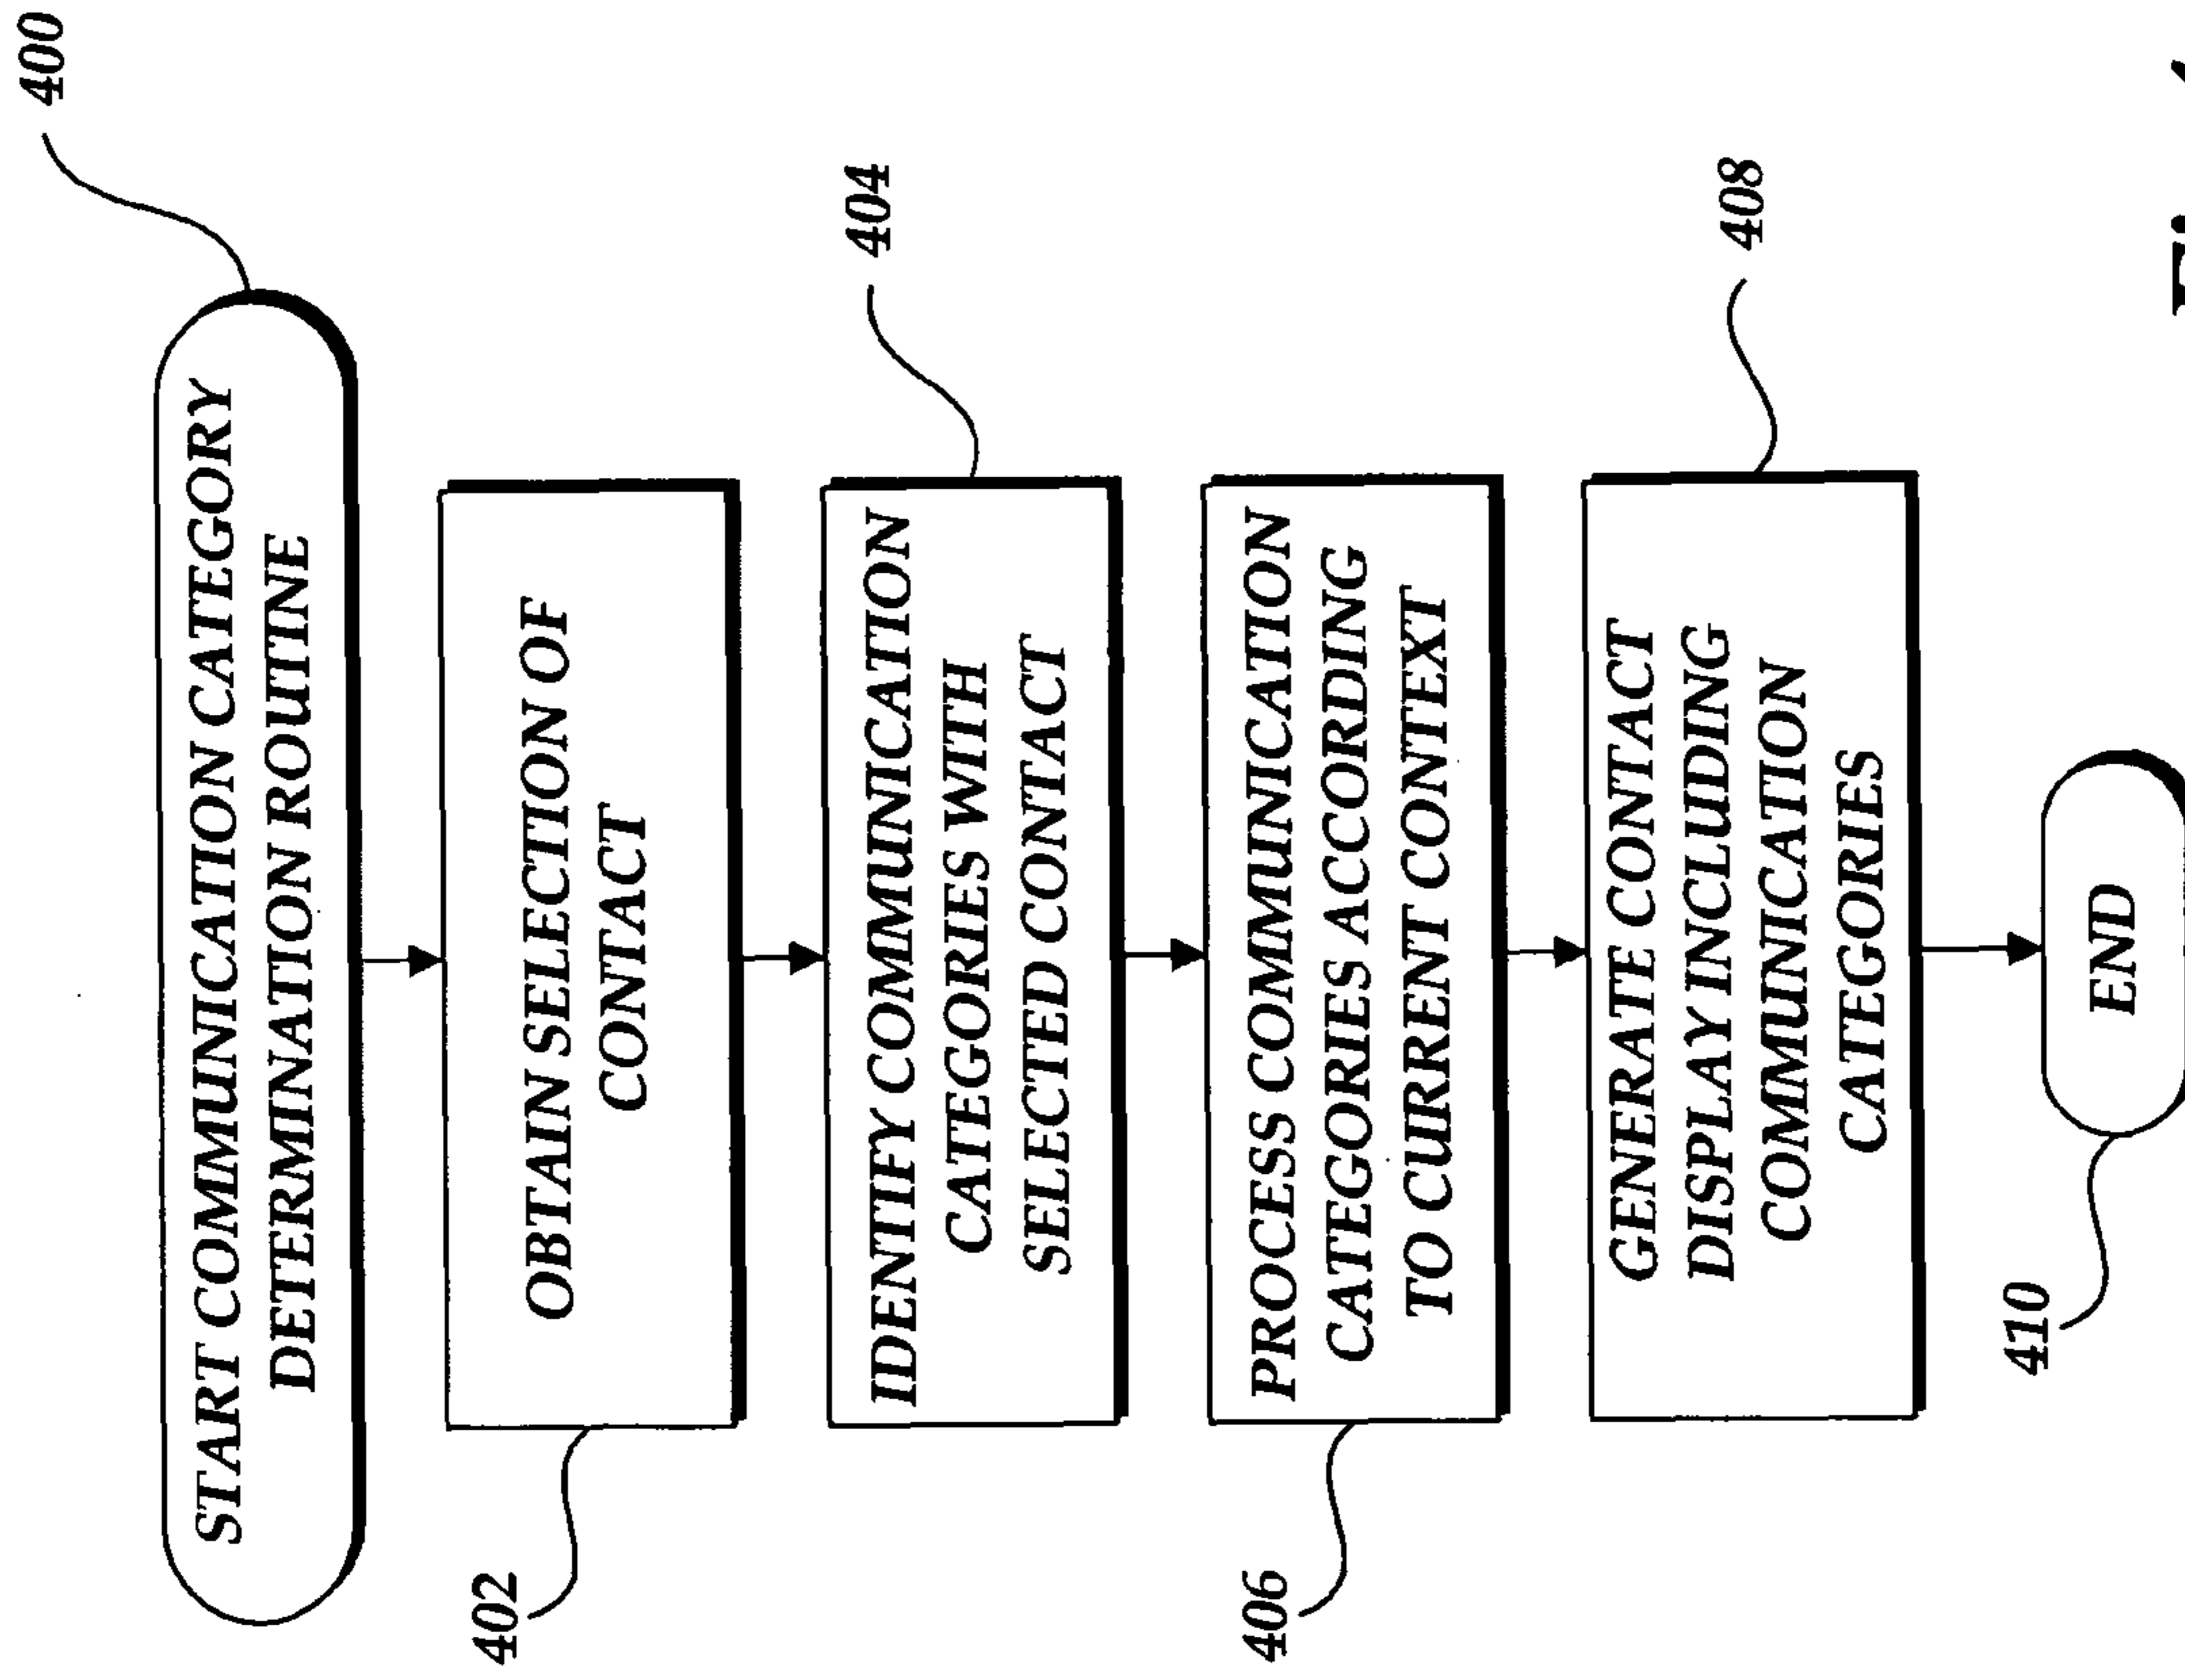 400
START COMMUNICATION CATEGORY
DETERMINATION ROUTINE
402
OBTAIN SELECTION OF
CONTACT
404
IDENTIFY COMMUNICATION
CATEGORIES WITH
SELECTED CONTACT
406
PROCESS COMMUNICATION
CATEGORIES ACCORDING
TO CURRENT CONTEXT
408
GENERATE CONTACT
DISPLAY INCLUDING
COMMUNICATION
CATEGORIES
410
END